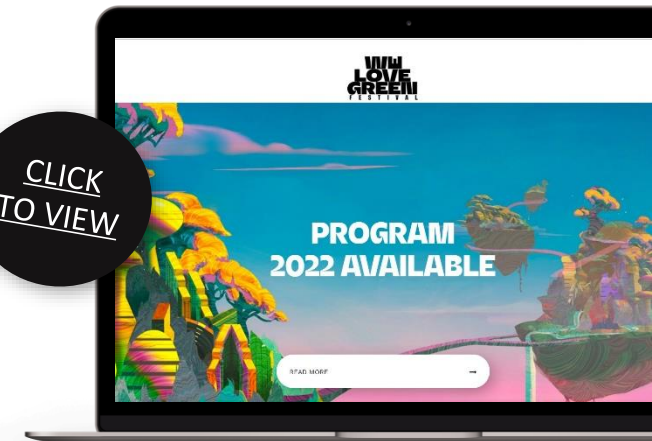 WE
LOVE
GREEN
FESTIVAL
CLICK
TO VIEW
PROGRAM
2022 AVAILABLE
READ MORE